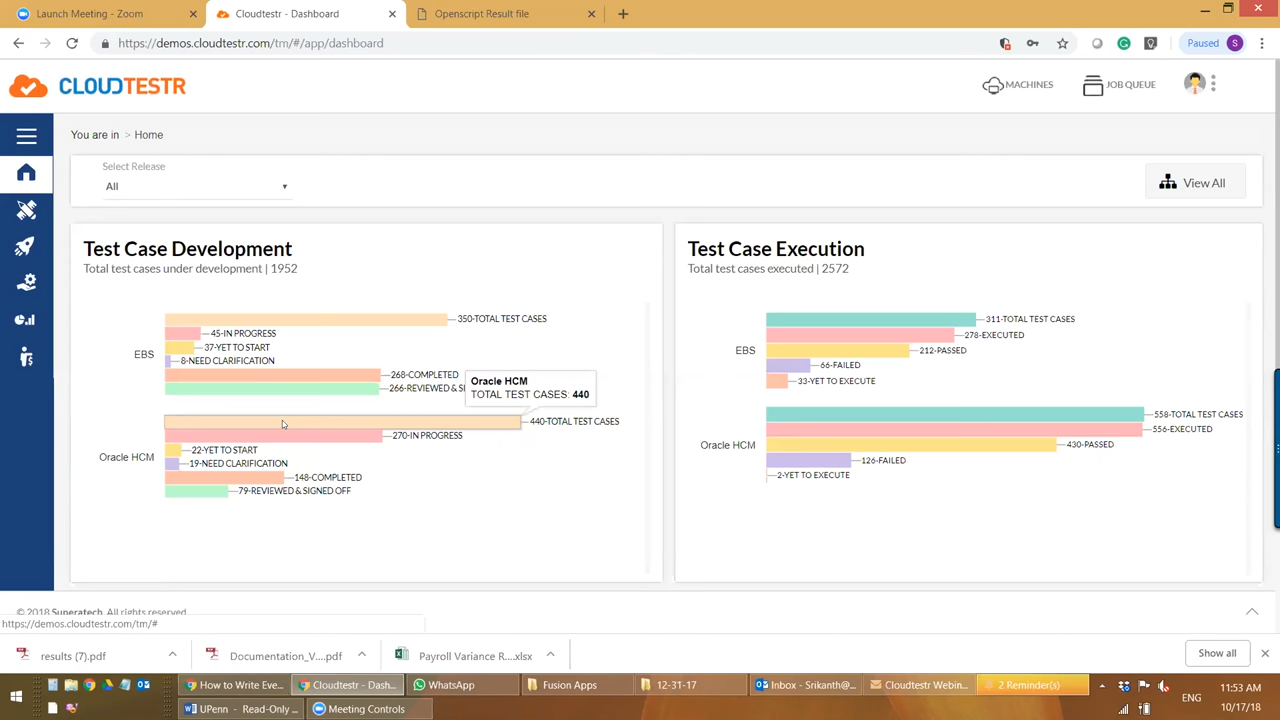 Launch Meeting - Zoom
Cloudtestr - Dashboard
Openscript Result file
https://demos.cloudtestr.com/tm/#/app/dashboard
Paused
S
CLOUDTESTR
MACHINES
JOB QUEUE
You are in > Home
Select Release
All
View All
Test Case Development
Total test cases under development | 1952
350-TOTAL TEST CASES
45-IN PROGRESS
37-YET TO START
EBS
8-NEED CLARIFICATION
268-COMPLETED
266-REVIEWED & S
Oracle HCM
TOTAL TEST CASES: 440
440-TOTAL TEST CASES
270-IN PROGRESS
22-YET TO START
Oracle HCM
19-NEED CLARIFICATION
148-COMPLETED
79-REVIEWED & SIGNED OFF
Test Case Execution
Total test cases executed | 2572
311-TOTAL TEST CASES
278-EXECUTED
EBS
212-PASSED
66-FAILED
33-YET TO EXECUTE
558-TOTAL TEST CASES
556-EXECUTED
Oracle HCM
430-PASSED
126-FAILED
2-YET TO EXECUTE
© 2018 Superatech. All rights reserved
https://demos.cloudtestr.com/tm/#
results (7).pdf
Documentation_V....pdf
Payroll Variance R....xlsx
Show all
How to Write Eve...
Cloudtestr - Dash...
WhatsApp
Fusion Apps
12-31-17
Inbox - Srikanth@...
Cloudtestr Webin...
2 Reminder(s)
ENG
11:53 AM
10/17/18
UPenn - Read-Only ...
Meeting Controls